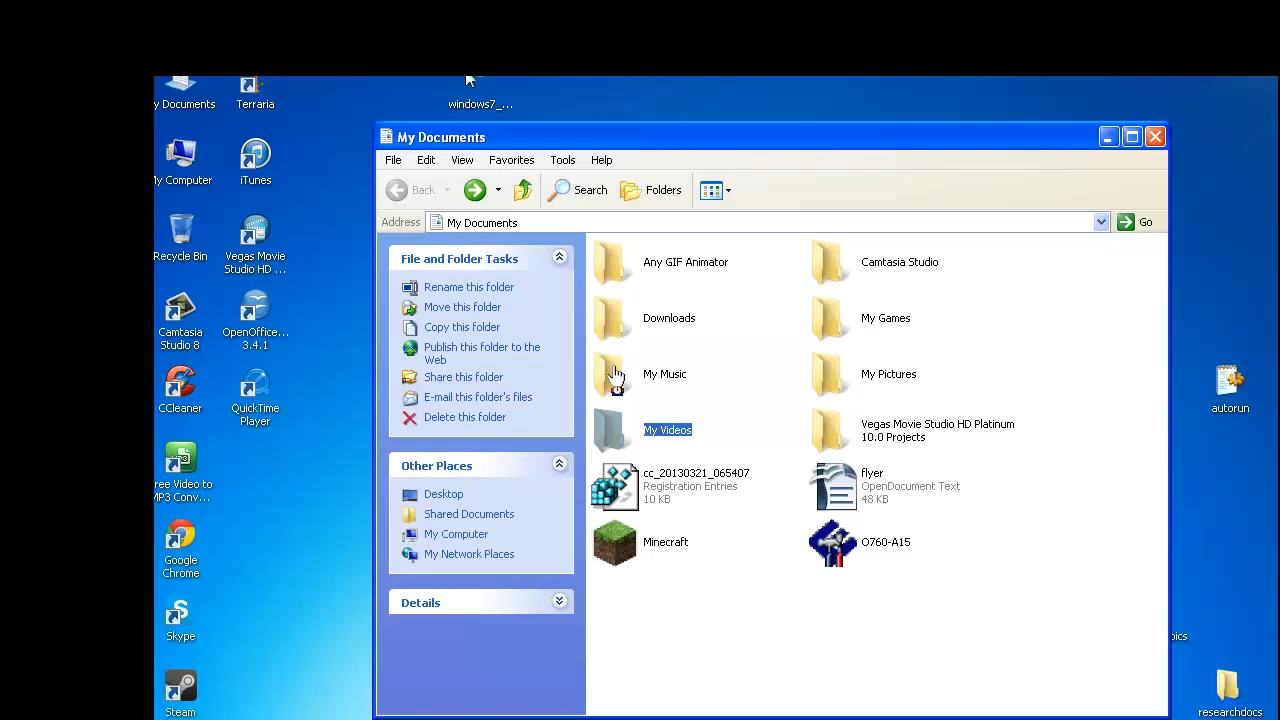 y Documents
Terraria
windows7_...
My Documents
File Edit View Favorites Tools Help
Back Search Folders
Address My Documents Go
My Computer
iTunes
Recycle Bin
Vegas Movie
Studio HD ...
Camtasia
Studio 8
OpenOffice...
3.4.1
CCleaner
QuickTime
Player
ree Video to
MP3 Conv...
Google
Chrome
Skype
Steam
File and Folder Tasks
Rename this folder
Move this folder
Copy this folder
Publish this folder to the
Web
Share this folder
E-mail this folder's files
Delete this folder
Other Places
Desktop
Shared Documents
My Computer
My Network Places
Details
Any GIF Animator
Camtasia Studio
Downloads
My Games
My Music
My Pictures
My Videos
Vegas Movie Studio HD Platinum
10.0 Projects
cc_20130321_065407
Registration Entries
10 KB
flyer
OpenDocument Text
48 KB
Minecraft
O760-A15
autorun
pics
researchdocs